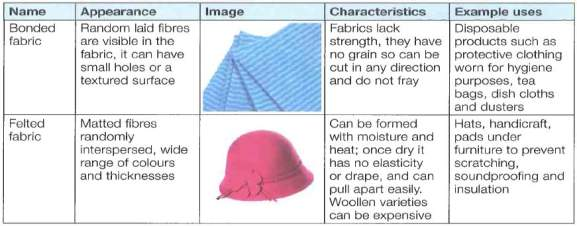 Name Appearance Image Characteristics Example uses
Bonded
fabric
Random laid fibres
are visible in the
fabric, it can have
small holes or a
textured surface
Fabrics lack
strength, they have
no grain so can be
cut in any direction
and do not fray
Disposable
products such as
protective clothing
worn for hygiene
purposes, tea
bags, dish cloths
and dusters
Felted
fabric
Matted fibres
randomly
interspersed, wide
range of colours
and thicknesses
Can be formed
with moisture and
heat; once dry it
has no elasticity
or drape, and can
pull apart easily.
Woollen varieties
can be expensive
Hats, handicraft,
pads under
furniture to prevent
scratching,
soundproofing and
insulation